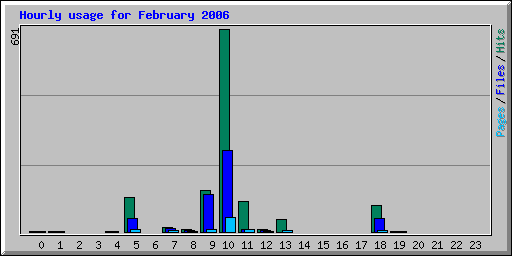 Hourly usage for February 2006
691
Pages/Files/Hits
0 1 2 3 4 5 6 7 8 9 10 11 12 13 14 15 16 17 18 19 20 21 22 23